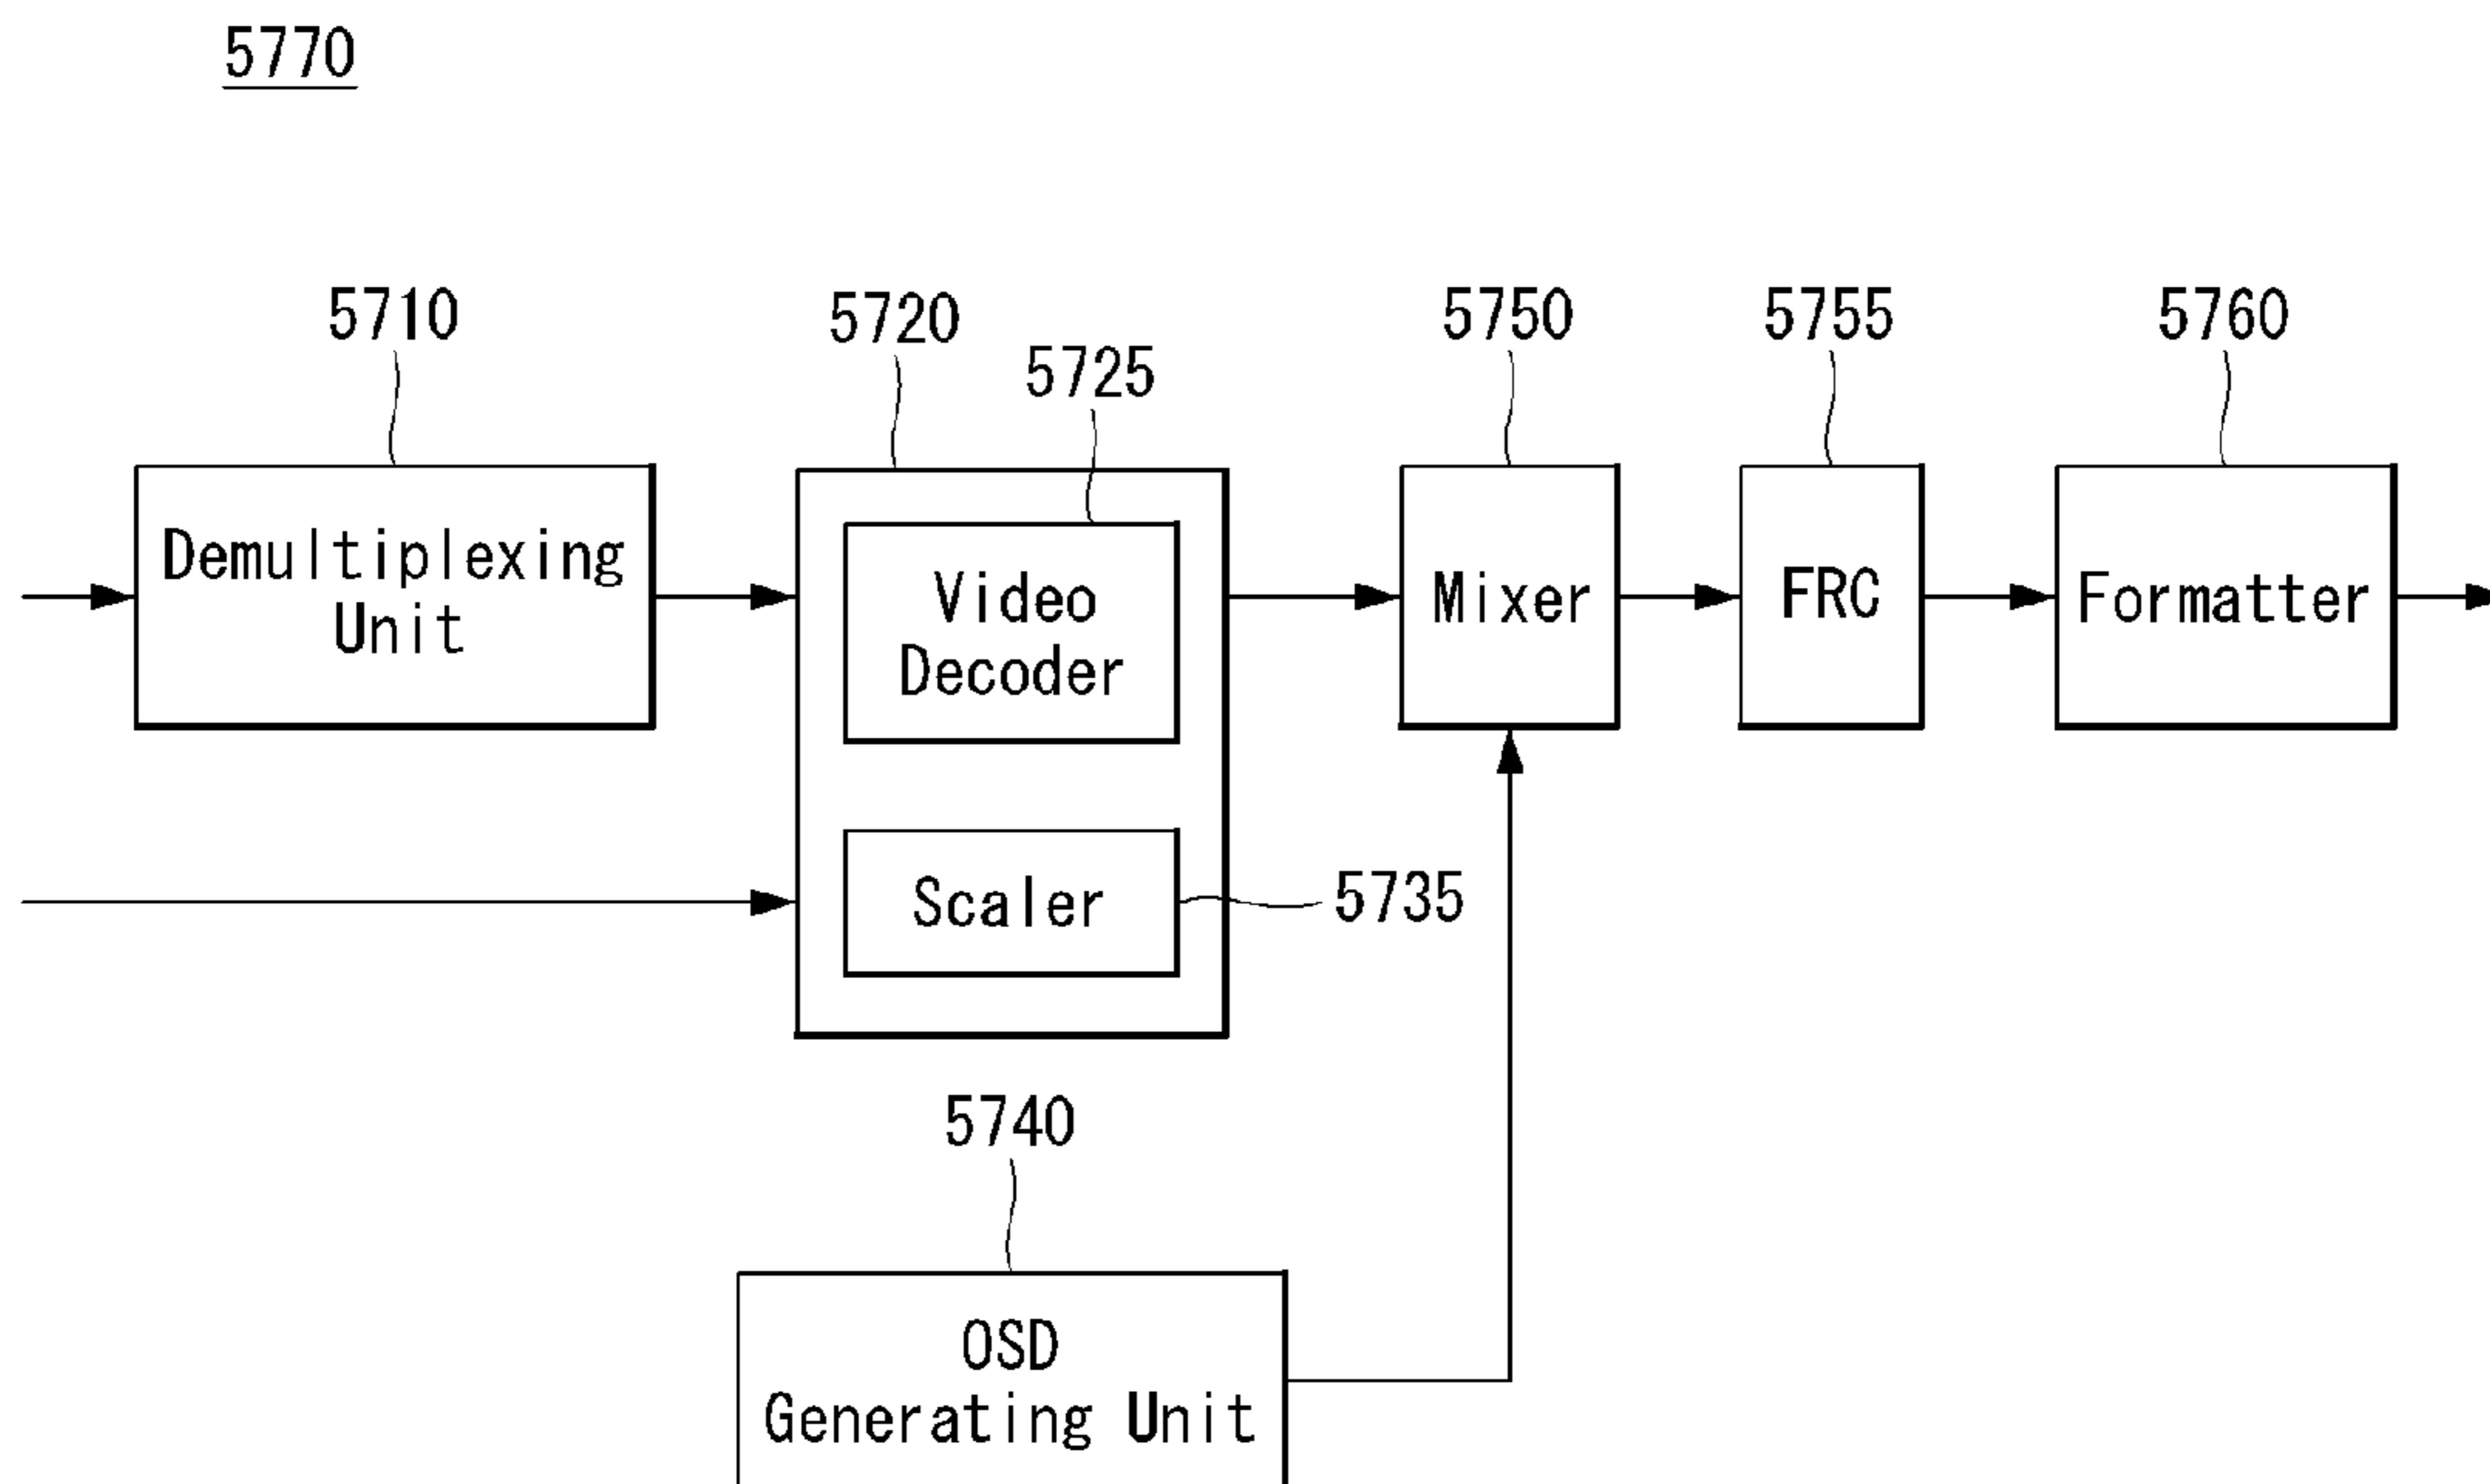 5770
5710
5720
5725
5750
5755
5760
Demultiplexing
Unit
Video
Decoder
Mixer
FRC
Formatter
Scaler
5735
5740
OSD
Generating Unit